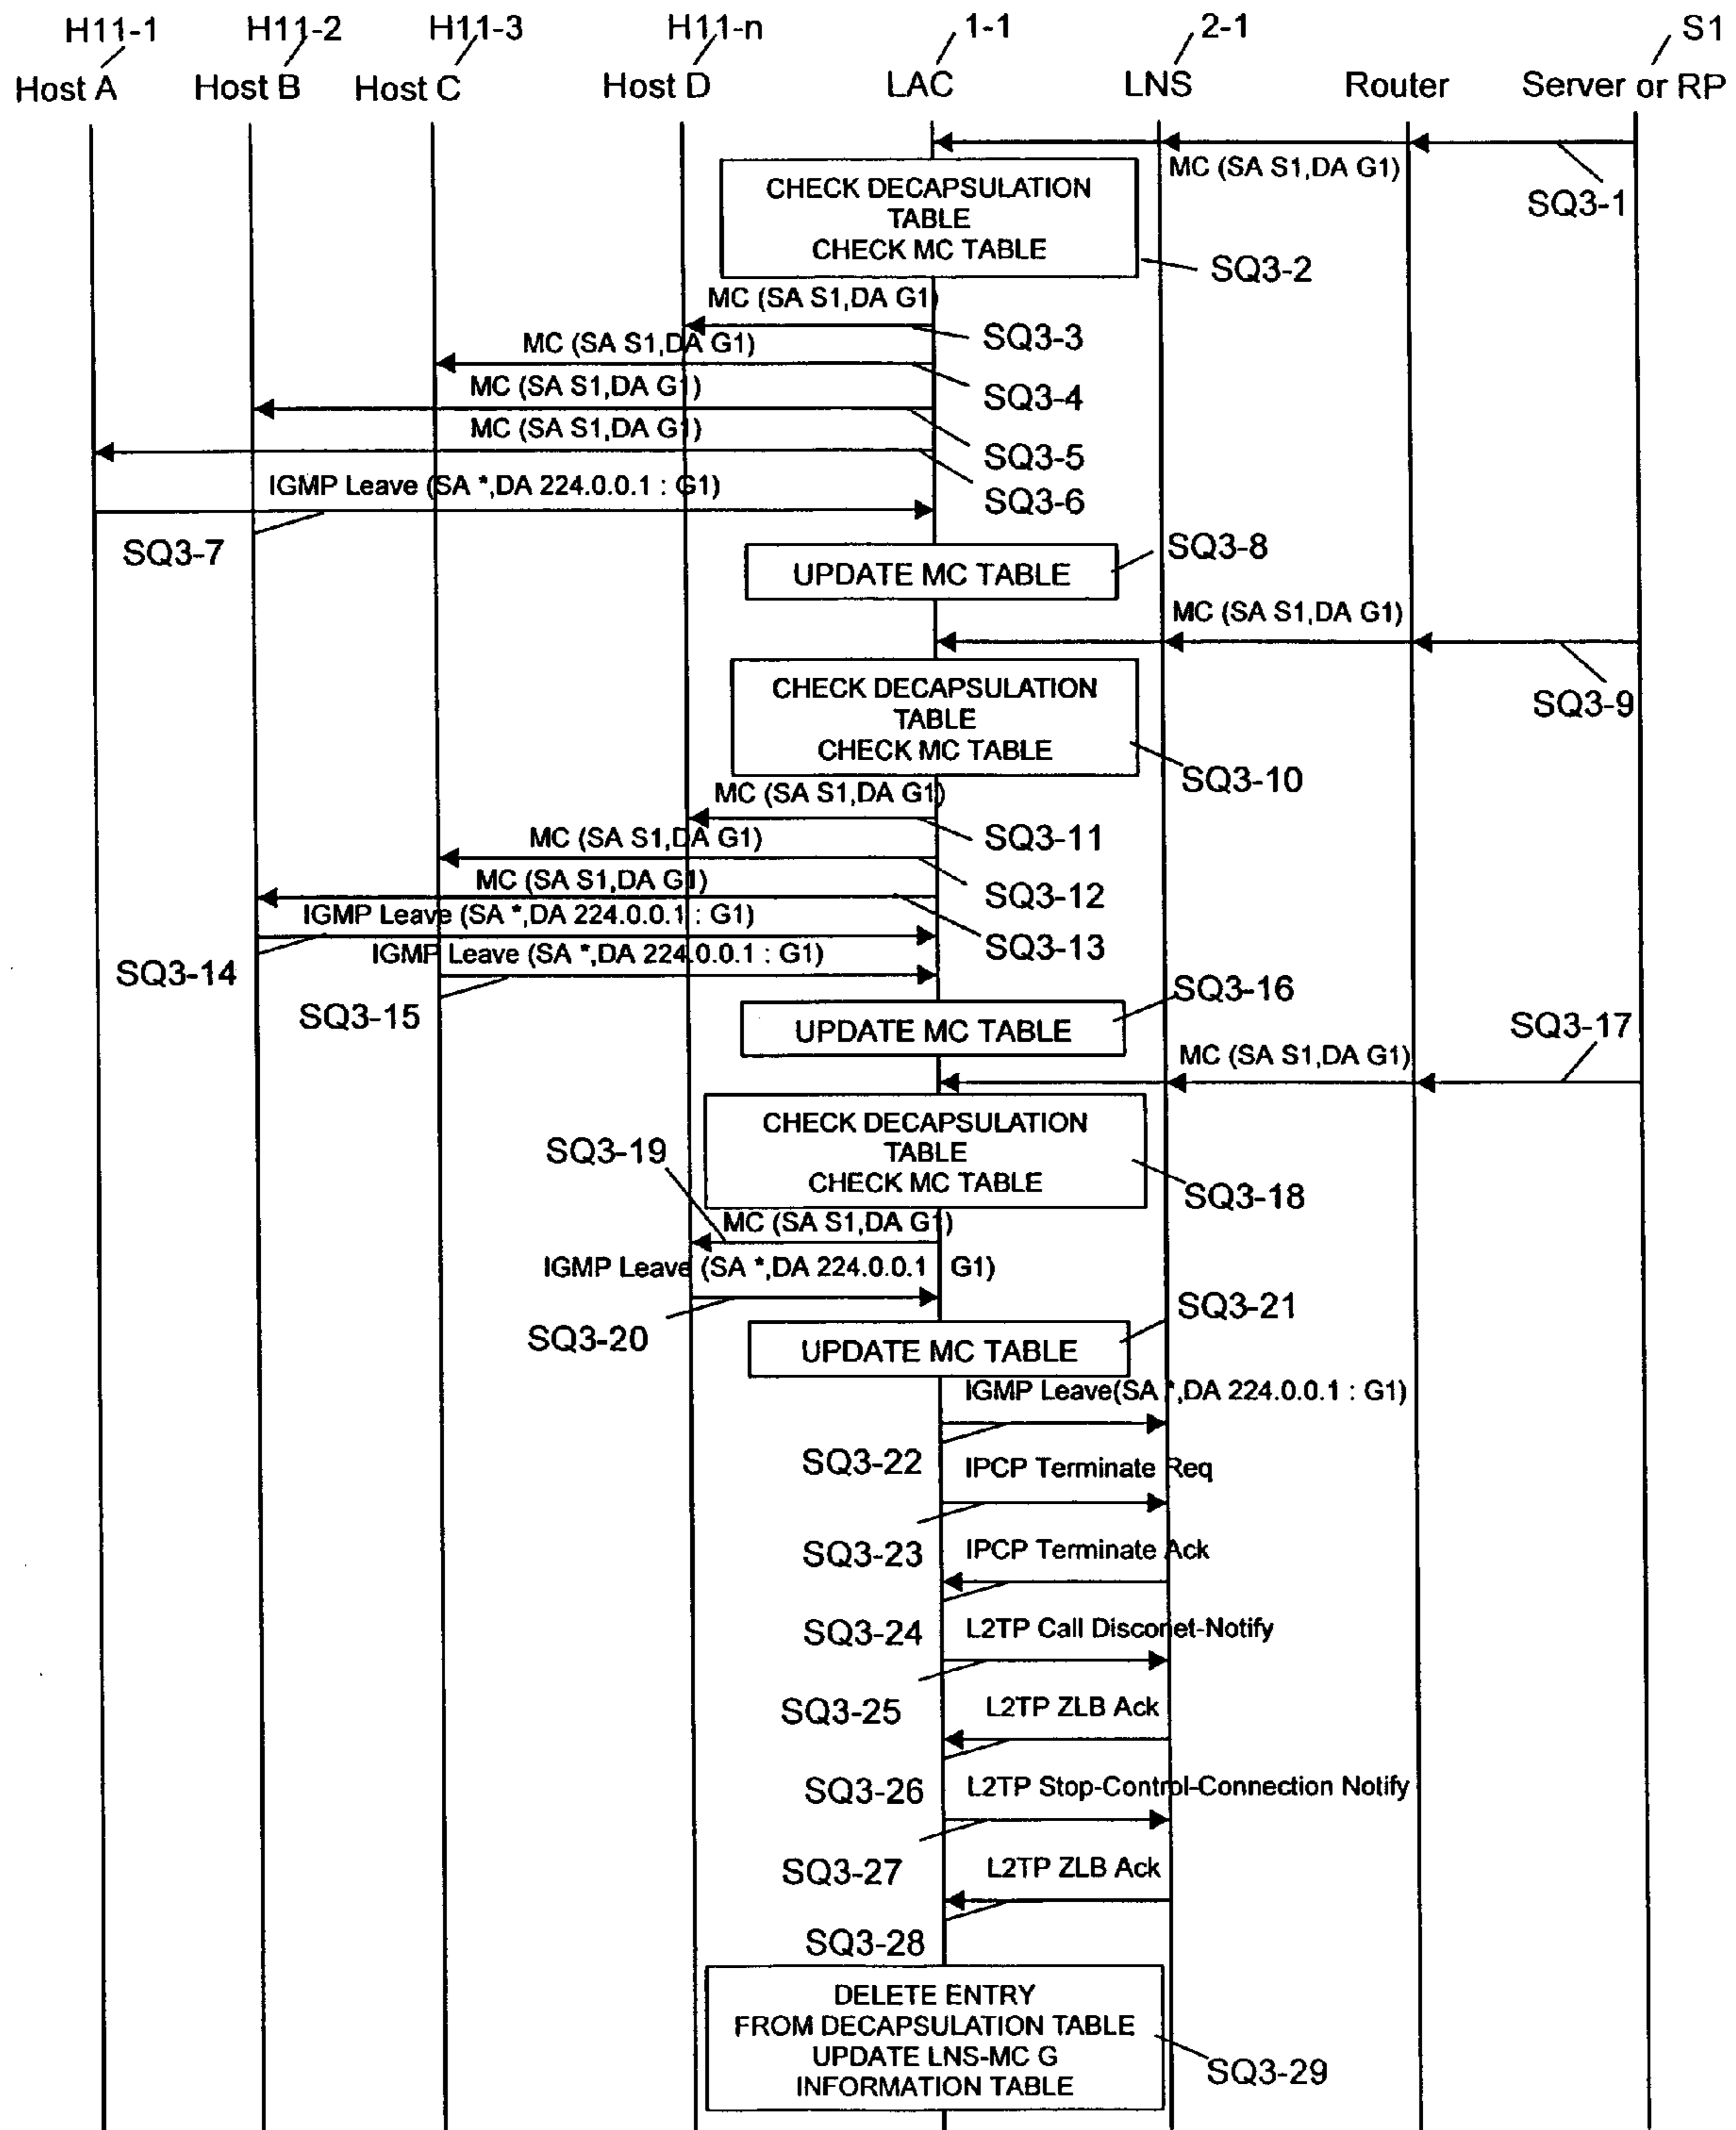 H11-1 H11-2 H11-3 H11-n 1-1 2-1 S1
Host A Host B Host C Host D LAC LNS Router Server or RP
MC (SA S1,DA G1)
SQ3-1
CHECK DECAPSULATION
TABLE
CHECK MC TABLE
SQ3-2
MC (SA S1,DA G1)
SQ3-3
MC (SA S1,DA G1)
SQ3-4
MC (SA S1,DA G1)
SQ3-5
MC (SA S1,DA G1)
SQ3-6
IGMP Leave (SA *,DA 224.0.0.1 : G1)
SQ3-7
SQ3-8
UPDATE MC TABLE
MC (SA S1,DA G1)
SQ3-9
CHECK DECAPSULATION
TABLE
CHECK MC TABLE
SQ3-10
MC (SA S1,DA G1)
SQ3-11
MC (SA S1,DA G1)
SQ3-12
MC (SA S1,DA G1)
SQ3-13
IGMP Leave (SA *,DA 224.0.0.1 : G1)
SQ3-14
IGMP Leave (SA *,DA 224.0.0.1 : G1)
SQ3-15
SQ3-16
UPDATE MC TABLE
SQ3-17
MC (SA S1,DA G1)
CHECK DECAPSULATION
TABLE
CHECK MC TABLE
SQ3-18
SQ3-19
MC (SA S1,DA G1)
IGMP Leave (SA *,DA 224.0.0.1 G1)
SQ3-20
SQ3-21
UPDATE MC TABLE
IGMP Leave(SA *,DA 224.0.0.1 : G1)
SQ3-22
IPCP Terminate Req
SQ3-23
IPCP Terminate Ack
SQ3-24
L2TP Call Disconet-Notify
SQ3-25
L2TP ZLB Ack
SQ3-26
L2TP Stop-Control-Connection Notify
SQ3-27
L2TP ZLB Ack
SQ3-28
DELETE ENTRY
FROM DECAPSULATION TABLE
UPDATE LNS-MC G
INFORMATION TABLE
SQ3-29